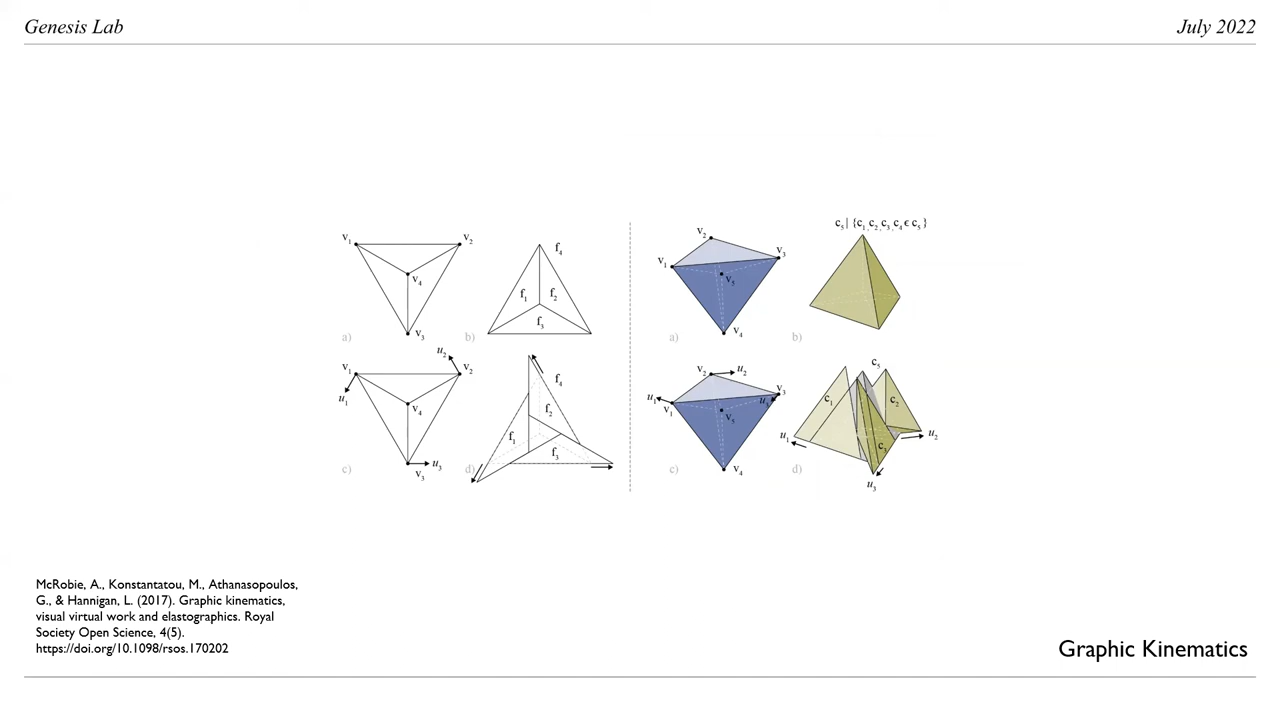 Genesis Lab
July 2022
v1
v2
v4
v3
a)
f4
f1
f2
f3
b)
v1
v2
u2
u1
v4
v3
u3
c)
f4
f2
f1
f3
d)
v2
v1
v3
v5
v4
a)
c5 | {c1, c2, c3, c4 ϵ c5 }
b)
v2
u2
u1
v1
v3
u3
v5
v4
c)
c5
c1
c2
c3
u1
u2
u3
d)
McRobie, A., Konstantatou, M., Athanasopoulos,
G., & Hannigan, L. (2017). Graphic kinematics,
visual virtual work and elastographics. Royal
Society Open Science, 4(5).
https://doi.org/10.1098/rsos.170202
Graphic Kinematics